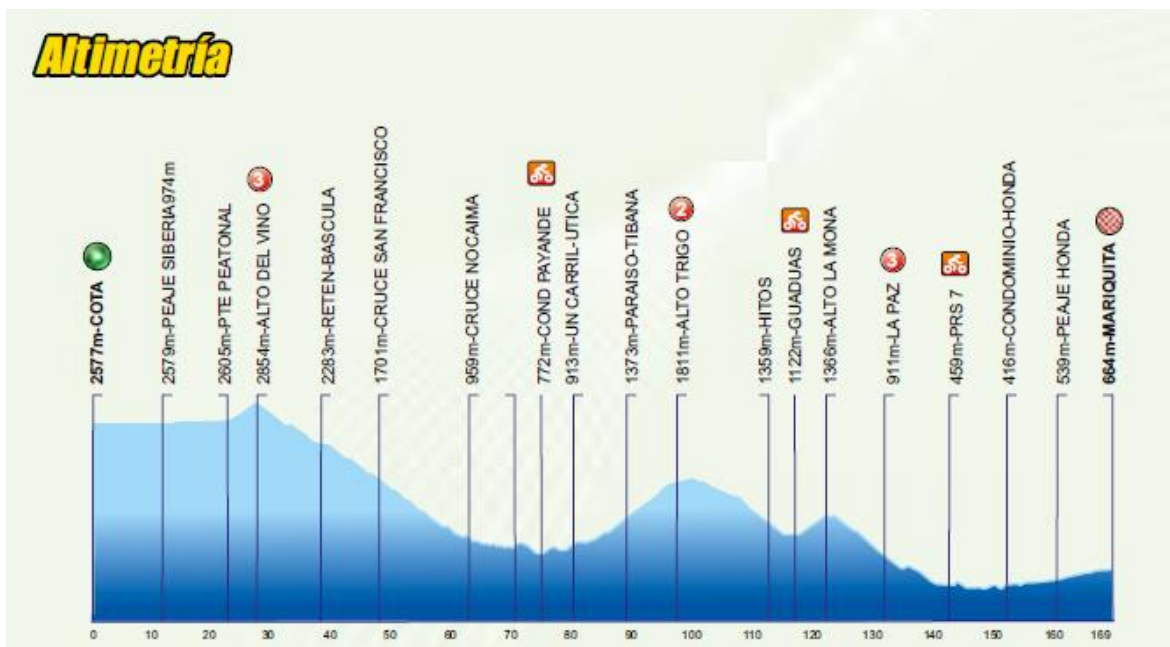 Altimetría
2577m-COTA
2579m-PEAJE SIBERIA974m
2605m-PTE PEATONAL
3
2854m-ALTO DEL VINO
2283m-RETEN-BASCULA
1701m-CRUCE SAN FRANCISCO
959m-CRUCE NOCAIMA
772m-COND PAYANDE
913m-UN CARRIL-UTICA
1373m-PARAISO-TIBANA
2
1811m-ALTO TRIGO
1359m-HITOS
1122m-GUADUAS
1366m-ALTO LA MONA
3
911m-LA PAZ
459m-PRS 7
416m-CONDOMINIO-HONDA
539m-PEAJE HONDA
664m-MARIQUITA
0 10 20 30 40 50 60 70 80 90 100 110 120 130 140 150 160 169